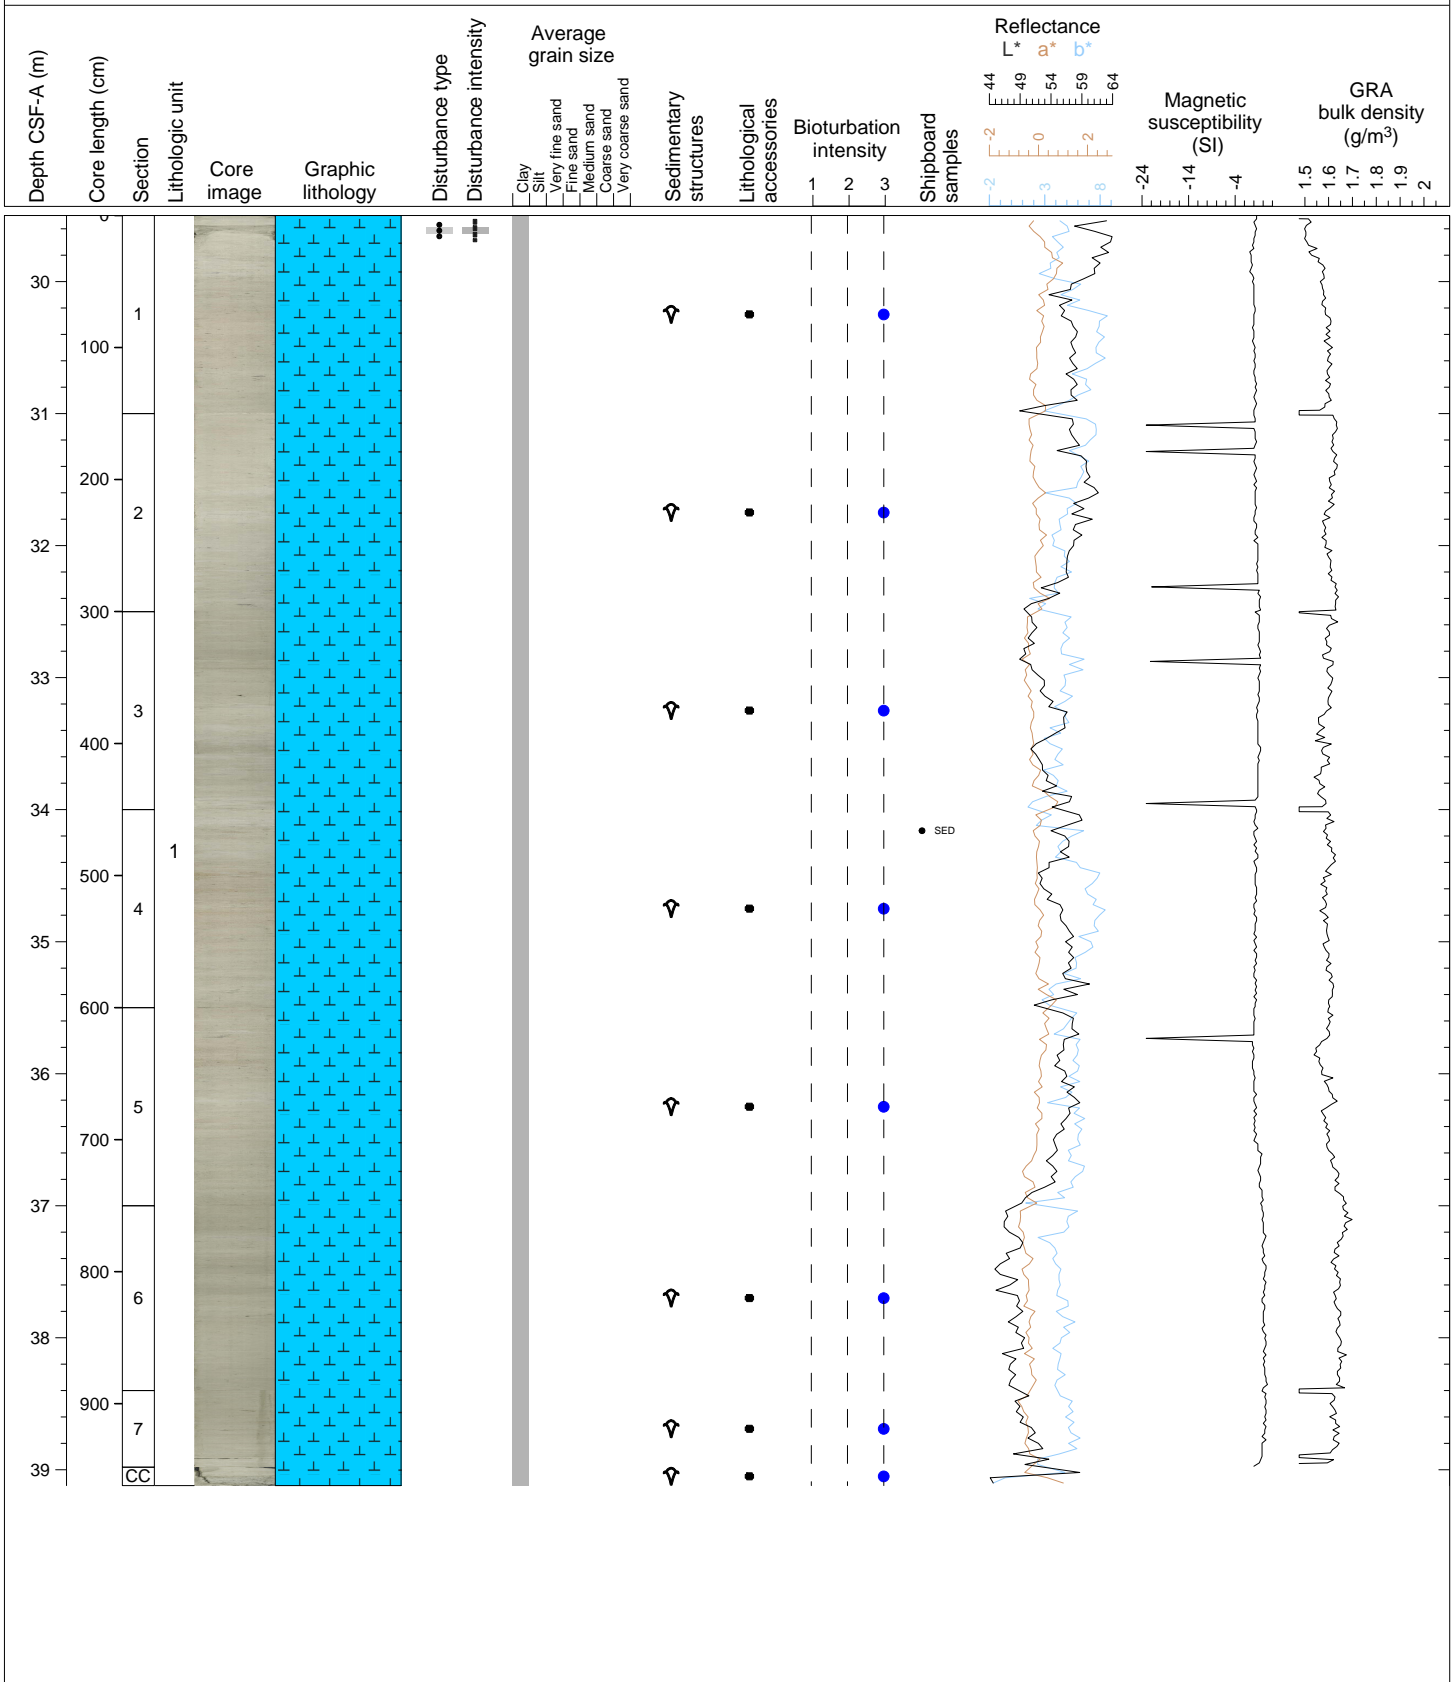 Depth CSF-A (m)
Core length (cm)
Section
Lithologic unit
Core
image
Graphic
lithology
Disturbance type
Disturbance intensity
Average
grain size
Clay
Silt
Very fine sand
Fine sand
Medium sand
Coarse sand
Very coarse sand
Sedimentary
structures
Lithological
accessories
Bioturbation
intensity
1 2 3
Shipboard
samples
Reflectance
L* a* b*
44 49 54 59 64
-2 0 2
-2 3 8
Magnetic
susceptibility
(SI)
-24 -14 -4
GRA
bulk density
(g/m3)
1.5 1.6 1.7 1.8 1.9 2
0
30
1
100
31
200
2
32
300
33
3
400
34
SED
1
500
4
35
600
36
5
700
37
800
6
38
900
7
39
CC